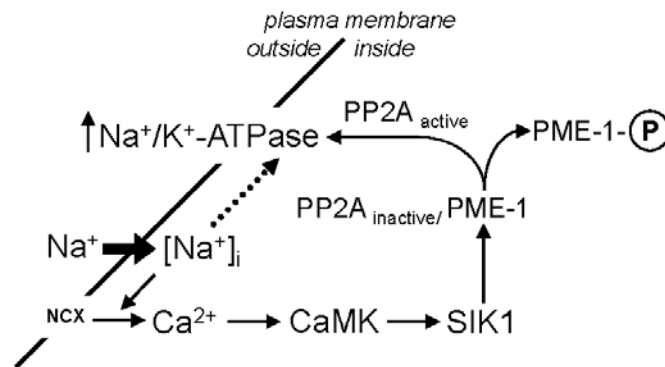 plasma membrane
outside inside
↑Na⁺/K⁺-ATPase
PP2A active
PME-1-P
PP2A inactive/ PME-1
Na⁺ [Na⁺]i
NCX Ca²⁺ CaMK SIK1